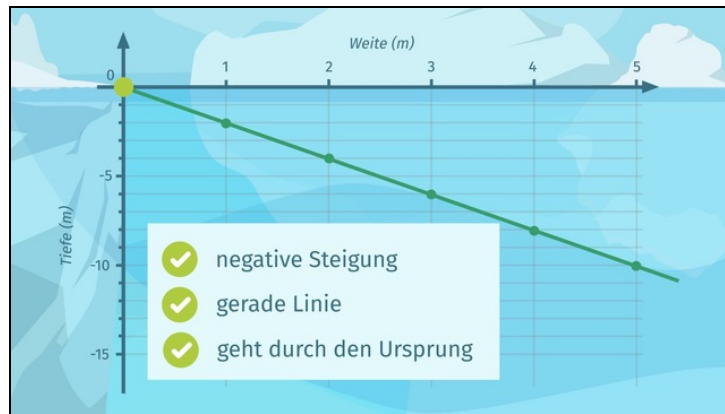 Weite (m)
0 1 2 3 4 5
-5
Tiefe (m)
-10
-15
negative Steigung
gerade Linie
geht durch den Ursprung